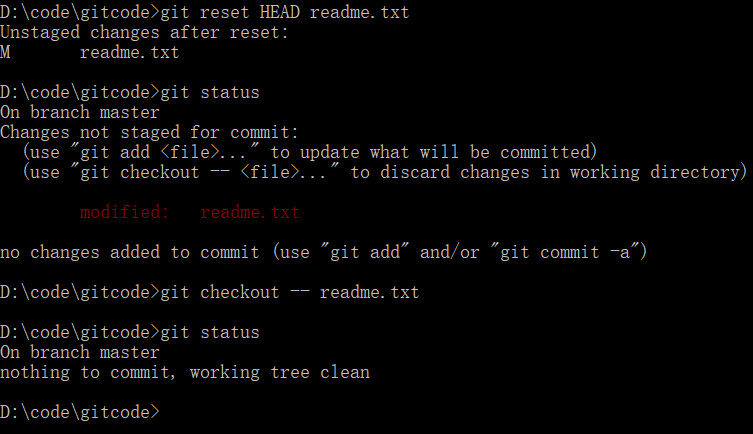 D:\code\gitcode>git reset HEAD readme.txt
Unstaged changes after reset:
M       readme.txt
D:\code\gitcode>git status
On branch master
Changes not staged for commit:
  (use "git add <file>..." to update what will be committed)
  (use "git checkout -- <file>..." to discard changes in working directory)
        modified:   readme.txt
no changes added to commit (use "git add" and/or "git commit -a")
D:\code\gitcode>git checkout -- readme.txt
D:\code\gitcode>git status
On branch master
nothing to commit, working tree clean
D:\code\gitcode>